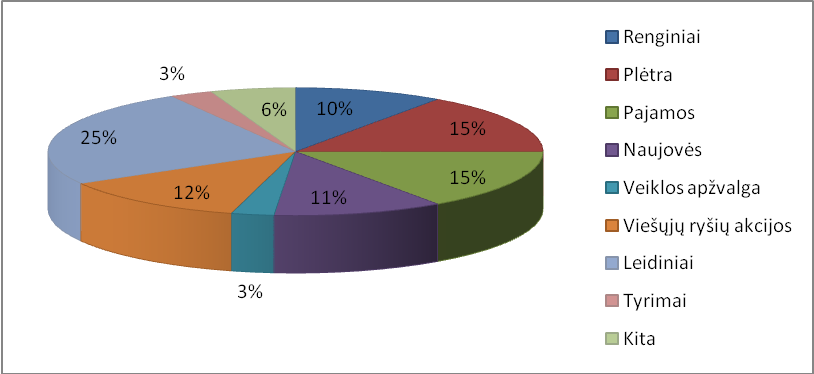 3%
6%
10%
25%
15%
15%
12%
11%
3%
Renginiai
Plėtra
Pajamos
Naujovės
Veiklos apžvalga
Viešųjų ryšių akcijos
Leidiniai
Tyrimai
Kita